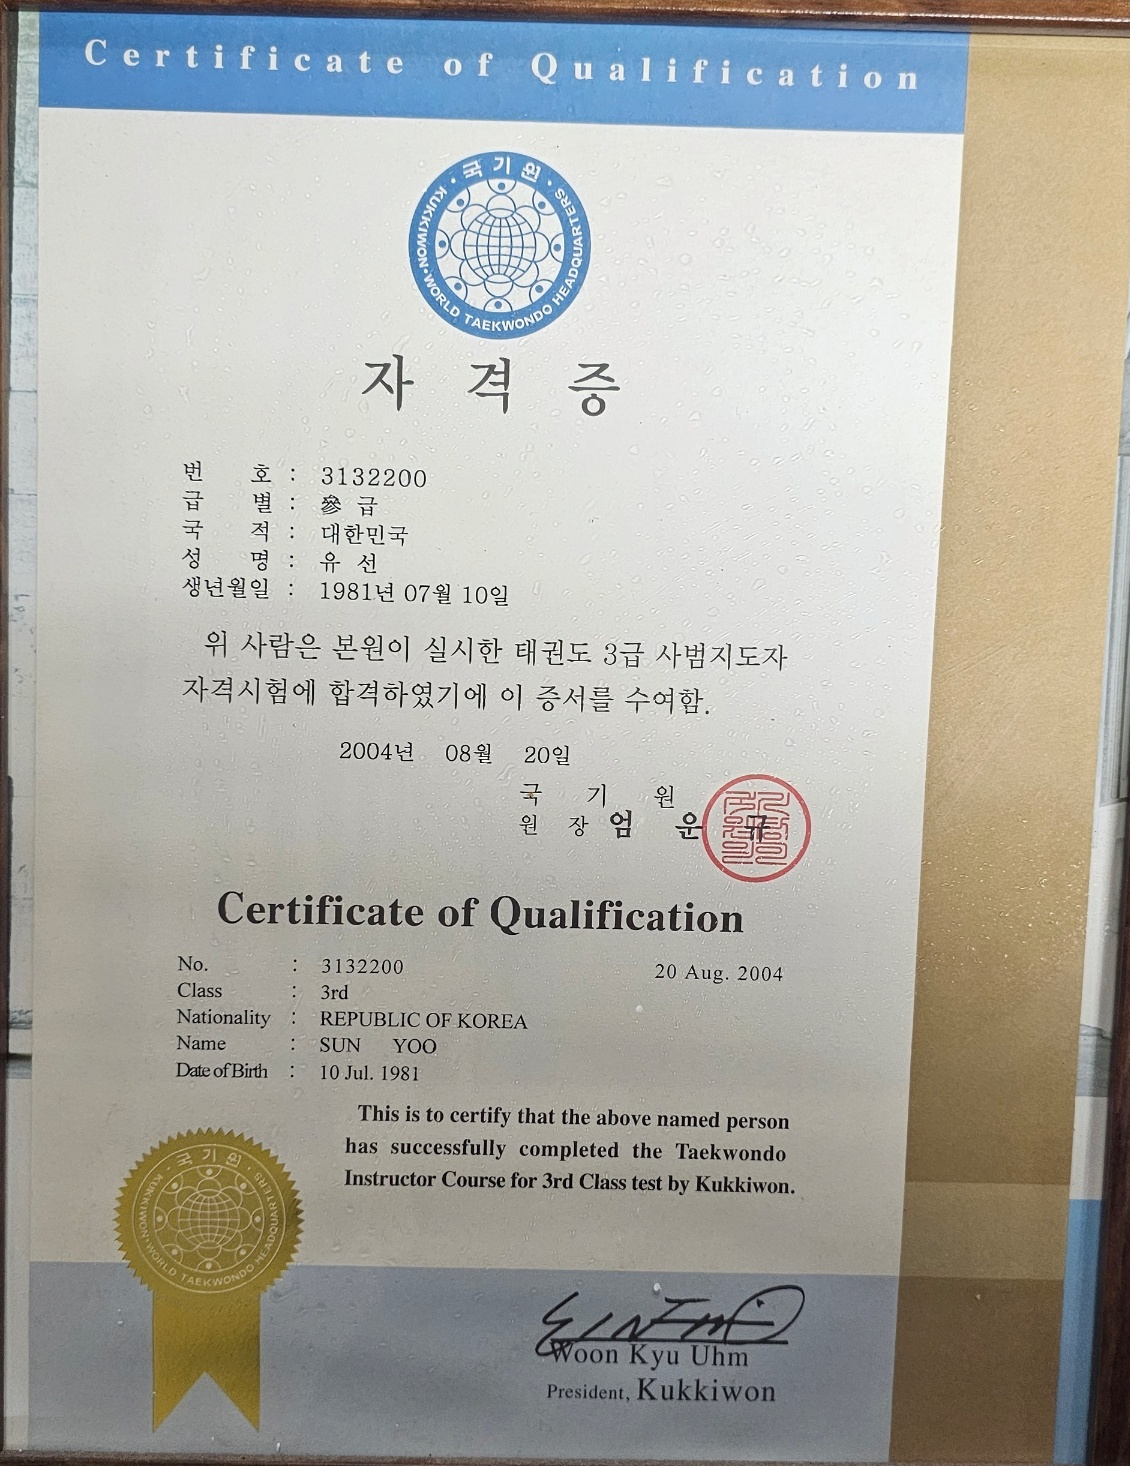 Certificate of Qualification
· 국기원 ·
KUKKIWON·WORLD TAEKWONDO HEADQUARTERS
자 격 증
번 호 : 3132200
급 별 : 參 급
국 적 : 대한민국
성 명 : 유 선
생년월일 : 1981년 07월 10일
위 사람은 본원이 실시한 태권도 3급 사범지도자
자격시험에 합격하였기에 이 증서를 수여함.
2004년 08월 20일
국 기 원
원 장 엄 운 규
Certificate of Qualification
No. : 3132200 20 Aug. 2004
Class : 3rd
Nationality : REPUBLIC OF KOREA
Name : SUN YOO
Date of Birth : 10 Jul. 1981
This is to certify that the above named person
has successfully completed the Taekwondo
Instructor Course for 3rd Class test by Kukkiwon.
· 국기원 ·
KUKKIWON·WORLD TAEKWONDO HEADQUARTERS
Woon Kyu Uhm
President, Kukkiwon